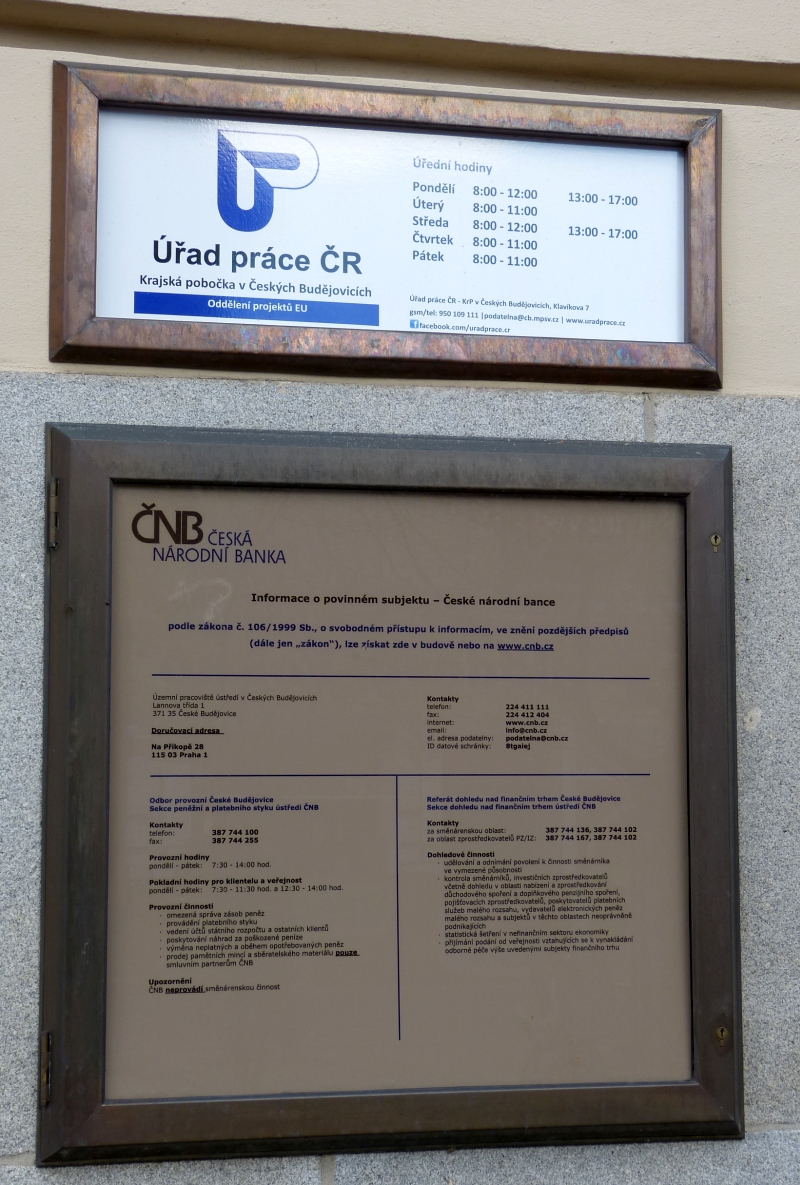 Úřad práce ČR
Krajská pobočka v Českých Budějovicích
Oddělení projektů EU
Úřední hodiny
Pondělí 8:00 - 12:00 13:00 - 17:00
Úterý 8:00 - 11:00
Středa 8:00 - 12:00 13:00 - 17:00
Čtvrtek 8:00 - 11:00
Pátek 8:00 - 11:00
Úřad práce ČR - KrP v Českých Budějovicích, Klavíkova 7
gsm/tel: 950 109 111 |podatelna@cb.mpsv.cz | www.uradprace.cz
facebook.com/uradprace.cr
ČNB ČESKÁ
NÁRODNÍ BANKA
Informace o povinném subjektu – České národní bance
podle zákona č. 106/1999 Sb., o svobodném přístupu k informacím, ve znění pozdějších předpisů
(dále jen „zákon“), lze získat zde v budově nebo na www.cnb.cz
Územní pracoviště ústředí v Českých Budějovicích
Lannova třída 1
371 35 České Budějovice
Doručovací adresa
Na Příkopě 28
115 03 Praha 1
Kontakty
telefon: 224 411 111
fax: 224 412 404
internet: www.cnb.cz
email: info@cnb.cz
el. adresa podatelny: podatelna@cnb.cz
ID datové schránky: 8tgaiej
Odbor provozní České Budějovice
Sekce peněžní a platebního styku ústředí ČNB
Kontakty
telefon: 387 744 100
fax: 387 744 255
Provozní hodiny
pondělí - pátek: 7:30 - 14:00 hod.
Pokladní hodiny pro klientelu a veřejnost
pondělí - pátek: 7:30 - 11:30 hod. a 12:30 - 14:00 hod.
Provozní činnosti
· omezená správa zásob peněz
· provádění platebního styku
· vedení účtů státního rozpočtu a ostatních klientů
· poskytování náhrad za poškozené peníze
· výměna neplatných a oběhem opotřebovaných peněz
· prodej pamětních mincí a sběratelského materiálu pouze
smluvním partnerům ČNB
Upozornění
ČNB neprovádí směnárenskou činnost
Referát dohledu nad finančním trhem České Budějovice
Sekce dohledu nad finančním trhem ústředí ČNB
Kontakty
za směnárenskou oblast: 387 744 136, 387 744 102
za oblast zprostředkovatelů PZ/IZ: 387 744 167, 387 744 102
Dohledové činnosti
· udělování a odnímání povolení k činnosti směnárníka
ve vymezené působnosti
· kontrola směnárníků, investičních zprostředkovatelů
včetně dohledu v oblasti nabízení a zprostředkování
důchodového spoření a doplňkového penzijního spoření,
pojišťovacích zprostředkovatelů, poskytovatelů platebních
služeb malého rozsahu, vydavatelů elektronických peněz
malého rozsahu a subjektů v těchto oblastech neoprávněně
podnikajících
· statistická šetření v nefinančním sektoru ekonomiky
· přijímání podání od veřejnosti vztahujících se k vynakládání
odborné péče výše uvedenými subjekty finančního trhu